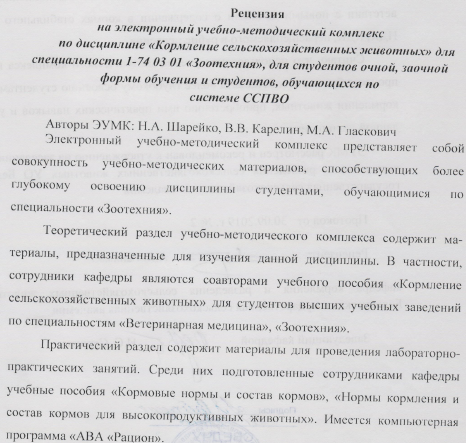 Рецензия
на электронный учебно-методический комплекс
по дисциплине «Кормление сельскохозяйственных животных» для
специальности 1-74 03 01 «Зоотехния», для студентов очной, заочной
формы обучения и студентов, обучающихся по
системе ССПВО
Авторы ЭУМК: Н.А. Шарейко, В.В. Карелин, М.А. Гласкович
Электронный учебно-методический комплекс представляет собой
совокупность учебно-методических материалов, способствующих более
глубокому освоению дисциплины студентами, обучающимися по
специальности «Зоотехния».
Теоретический раздел учебно-методического комплекса содержит ма-
териалы, предназначенные для изучения данной дисциплины. В частности,
сотрудники кафедры являются соавторами учебного пособия «Кормление
сельскохозяйственных животных» для студентов высших учебных заведений
по специальностям «Ветеринарная медицина», «Зоотехния».
Практический раздел содержит материалы для проведения лабораторно-
практических занятий. Среди них подготовленные сотрудниками кафедры
учебные пособия «Кормовые нормы и состав кормов», «Нормы кормления и
состав кормов для высокопродуктивных животных». Имеется компьютерная
программа «АВА «Рацион».